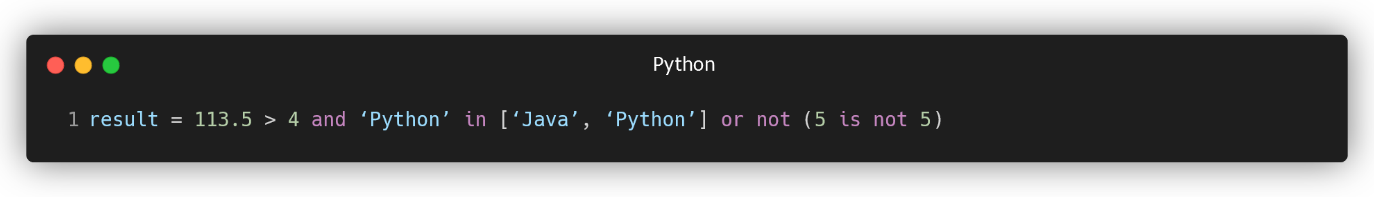 Python
1 result = 113.5 > 4 and ‘Python’ in [‘Java’, ‘Python’] or not (5 is not 5)